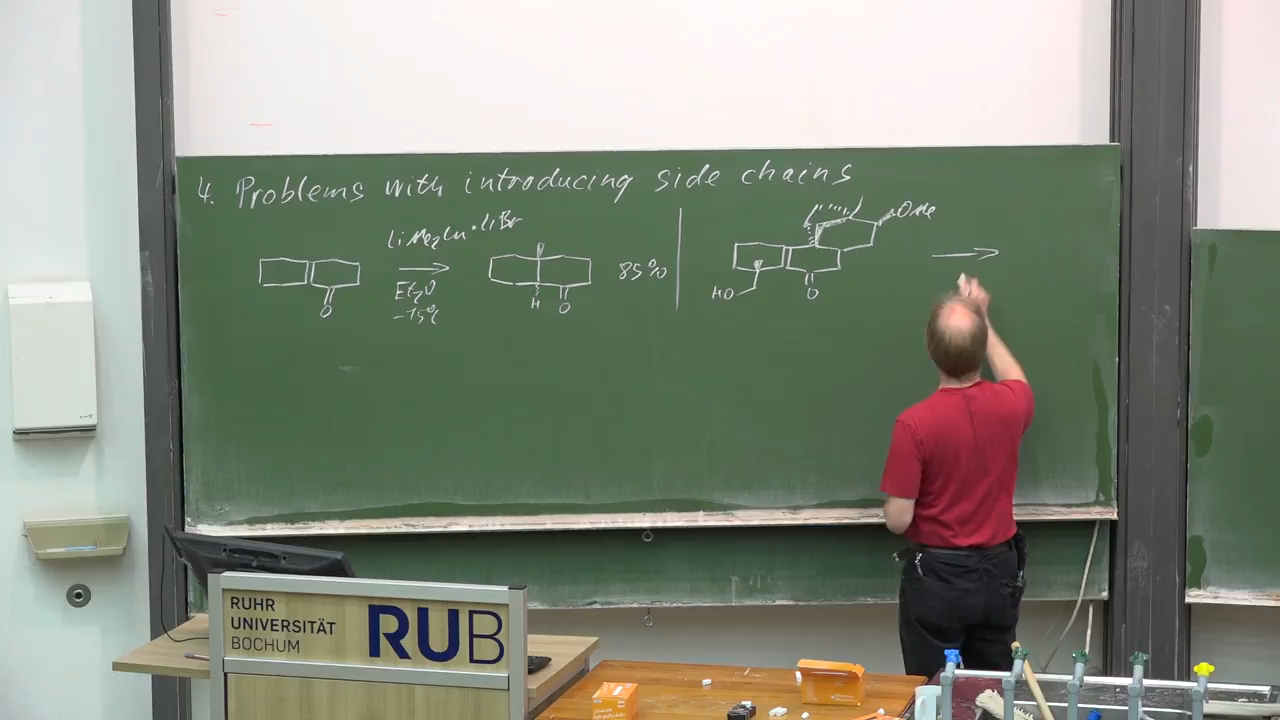 4. Problems with introducing side chains
LiMe2Cu·LiBr
Et2O
-15°C
O
H
O
85%
OMe
HO
O
RUHR
UNIVERSITÄT
BOCHUM
RUB